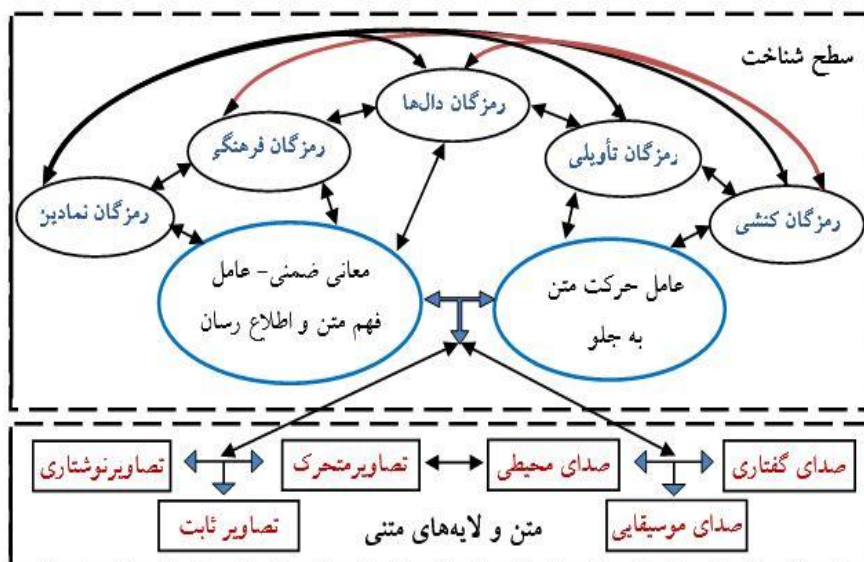 سطح شناخت
رمزگان دال‌ها
رمزگان فرهنگی
رمزگان تأویلی
رمزگان نمادین
رمزگان کنشی
معانی ضمنی- عامل
فهم متن و اطلاع رسان
عامل حرکت متن
به جلو
صدای گفتاری
صدای محیطی
تصاویرمتحرک
تصاویرنوشتاری
صدای موسیقایی
متن و لایه‌های متنی
تصاویر ثابت